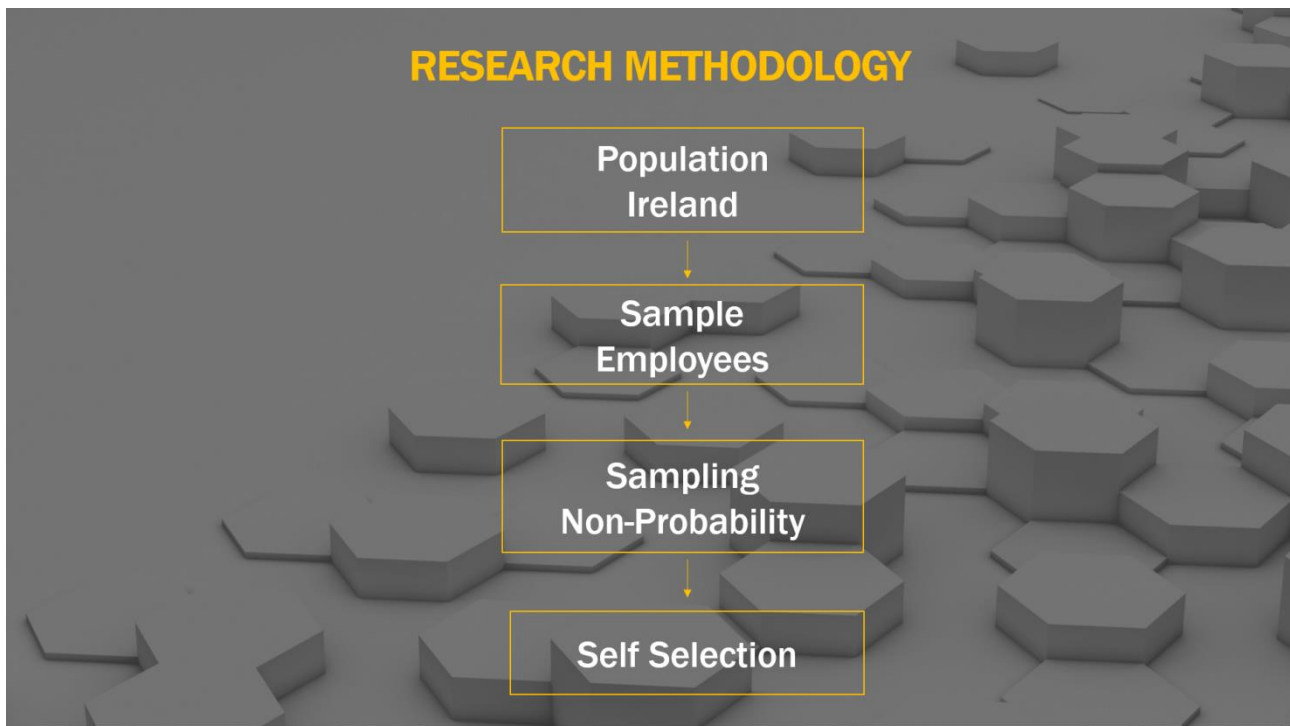 RESEARCH METHODOLOGY
Population
Ireland
Sample
Employees
Sampling
Non-Probability
Self Selection